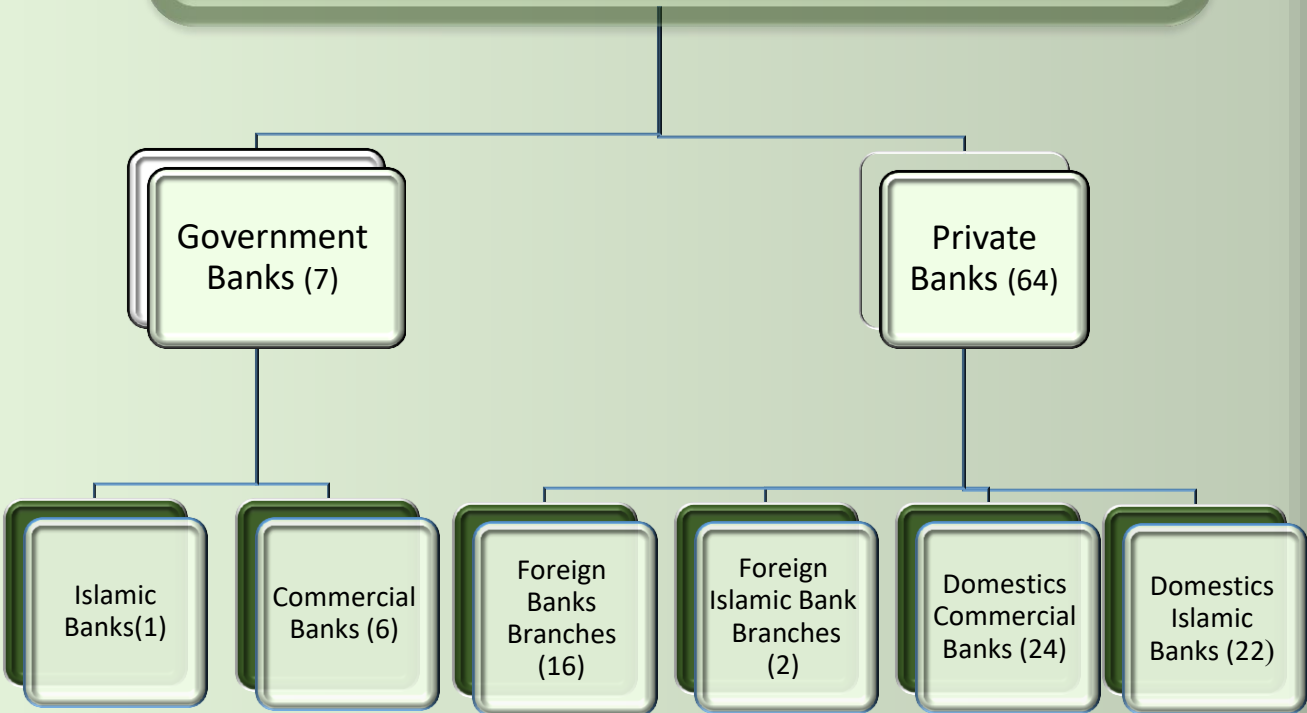 Government
Banks (7)
Private
Banks (64)
Islamic
Banks(1)
Commercial
Banks (6)
Foreign
Banks
Branches
(16)
Foreign
Islamic Bank
Branches
(2)
Domestics
Commercial
Banks (24)
Domestics
Islamic
Banks (22)